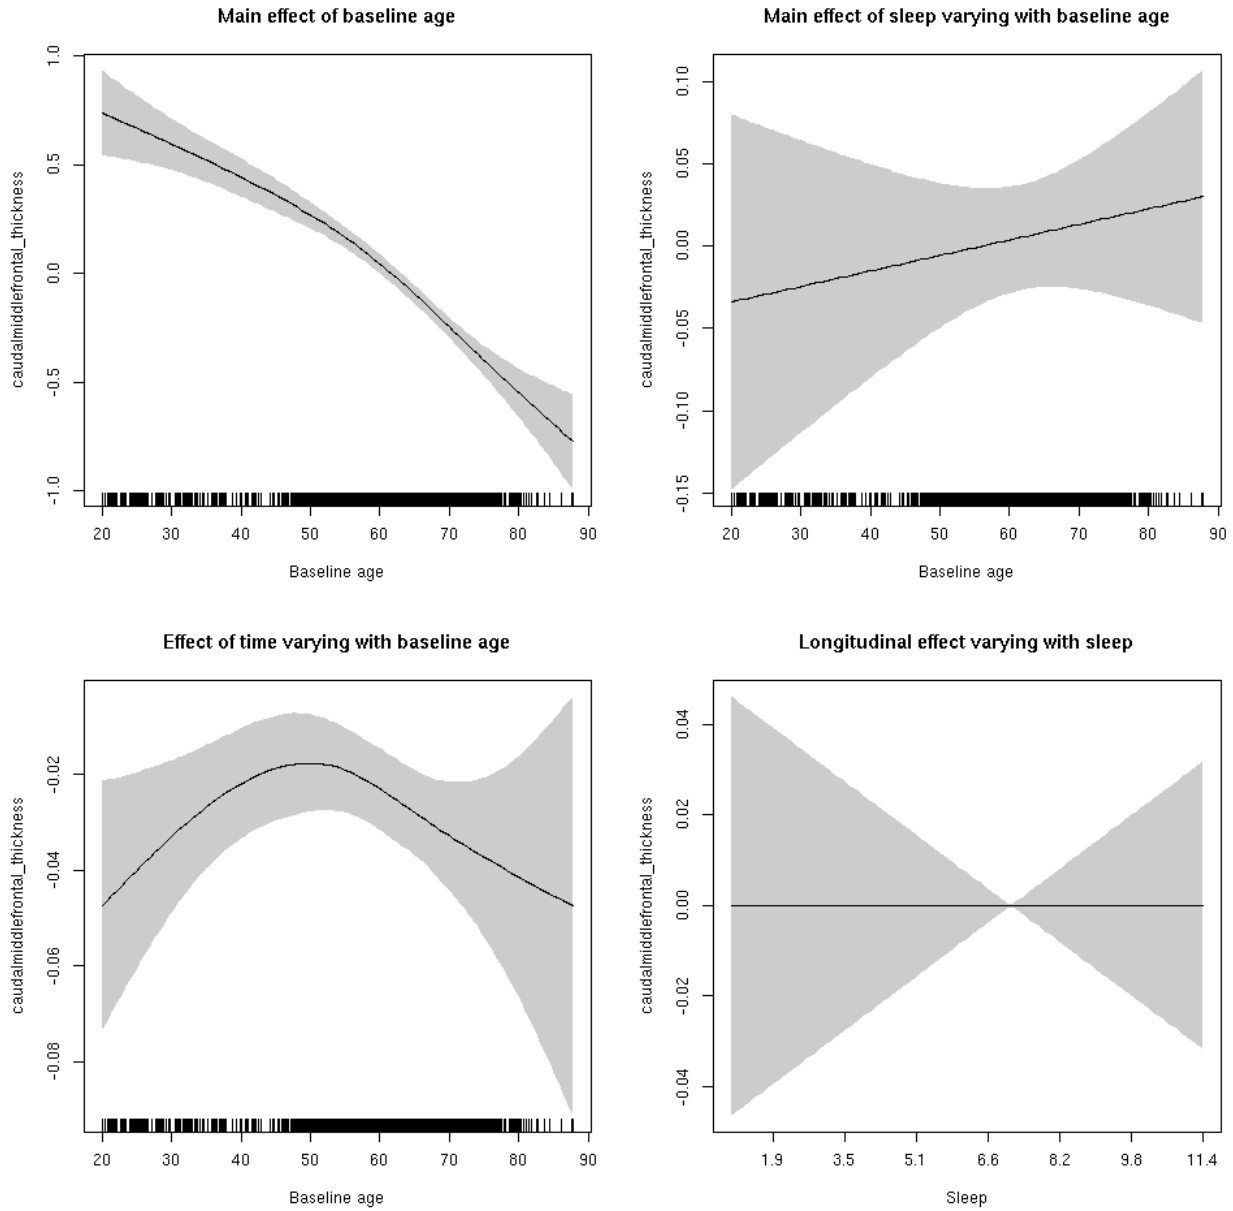 Main effect of baseline age
caudalmiddlefrontal_thickness
1.0
0.5
0.0
-0.5
-1.0
20 30 40 50 60 70 80 90
Baseline age
Main effect of sleep varying with baseline age
caudalmiddlefrontal_thickness
0.10
0.05
0.00
-0.05
-0.10
-0.15
20 30 40 50 60 70 80 90
Baseline age
Effect of time varying with baseline age
caudalmiddlefrontal_thickness
-0.02
-0.04
-0.06
-0.08
20 30 40 50 60 70 80 90
Baseline age
Longitudinal effect varying with sleep
caudalmiddlefrontal_thickness
0.04
0.02
0.00
-0.02
-0.04
1.9 3.5 5.1 6.6 8.2 9.8 11.4
Sleep